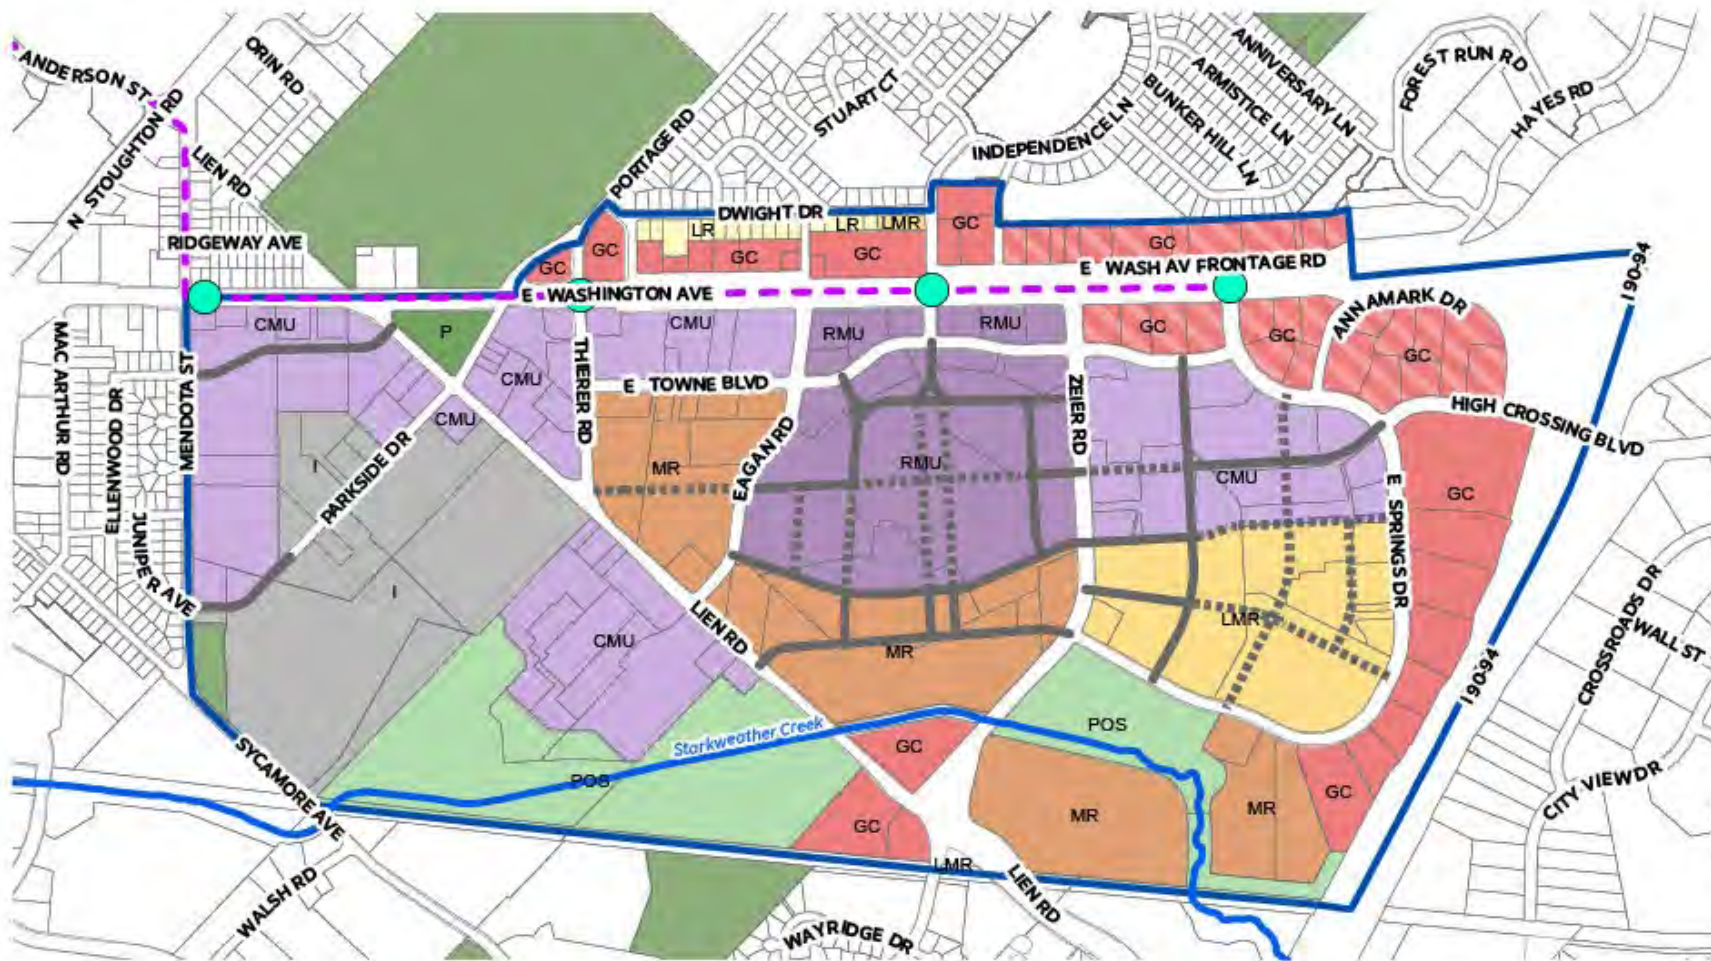 ANDERSON ST
ORIN RD
N STOUGHTON RD
LIEN RD
RIDGEWAY AVE
PORTAGE RD
STUART CT
INDEPENDENCE LN
ANNIVERSARY LN
ARMISTICE LN
BUNKER HILL LN
FOREST RUN RD
HAYES RD
DWIGHT DR
LR
LR
LMR
GC
GC
GC
GC
GC
GC
E WASH AV FRONTAGE RD
E WASHINGTON AVE
I 90-94
ANNAMARK DR
CMU
P
CMU
RMU
RMU
GC
GC
GC
MAC ARTHUR RD
ELLENWOOD DR
JUNIPER AVE
MENDOTA ST
CMU
CMU
THIERER RD
E TOWNE BLVD
EAGAN RD
ZEIER RD
HIGH CROSSING BLVD
I
PARKSIDE DR
MR
RMU
CMU
GC
E SPRINGS DR
I
CMU
LIEN RD
MR
LMR
I 90-94
CROSSROADS DR
WALL ST
CITY VIEW DR
Starkweather Creek
POS
POS
GC
MR
MR
GC
GC
SYCAMORE AVE
WALSH RD
LMR
LIEN RD
WAYRIDGE DR